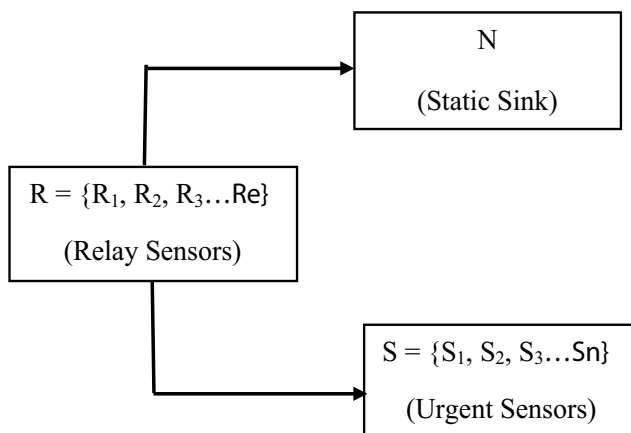 N
(Static Sink)
R = {R₁, R₂, R₃...Re}
(Relay Sensors)
S = {S₁, S₂, S₃...Sn}
(Urgent Sensors)